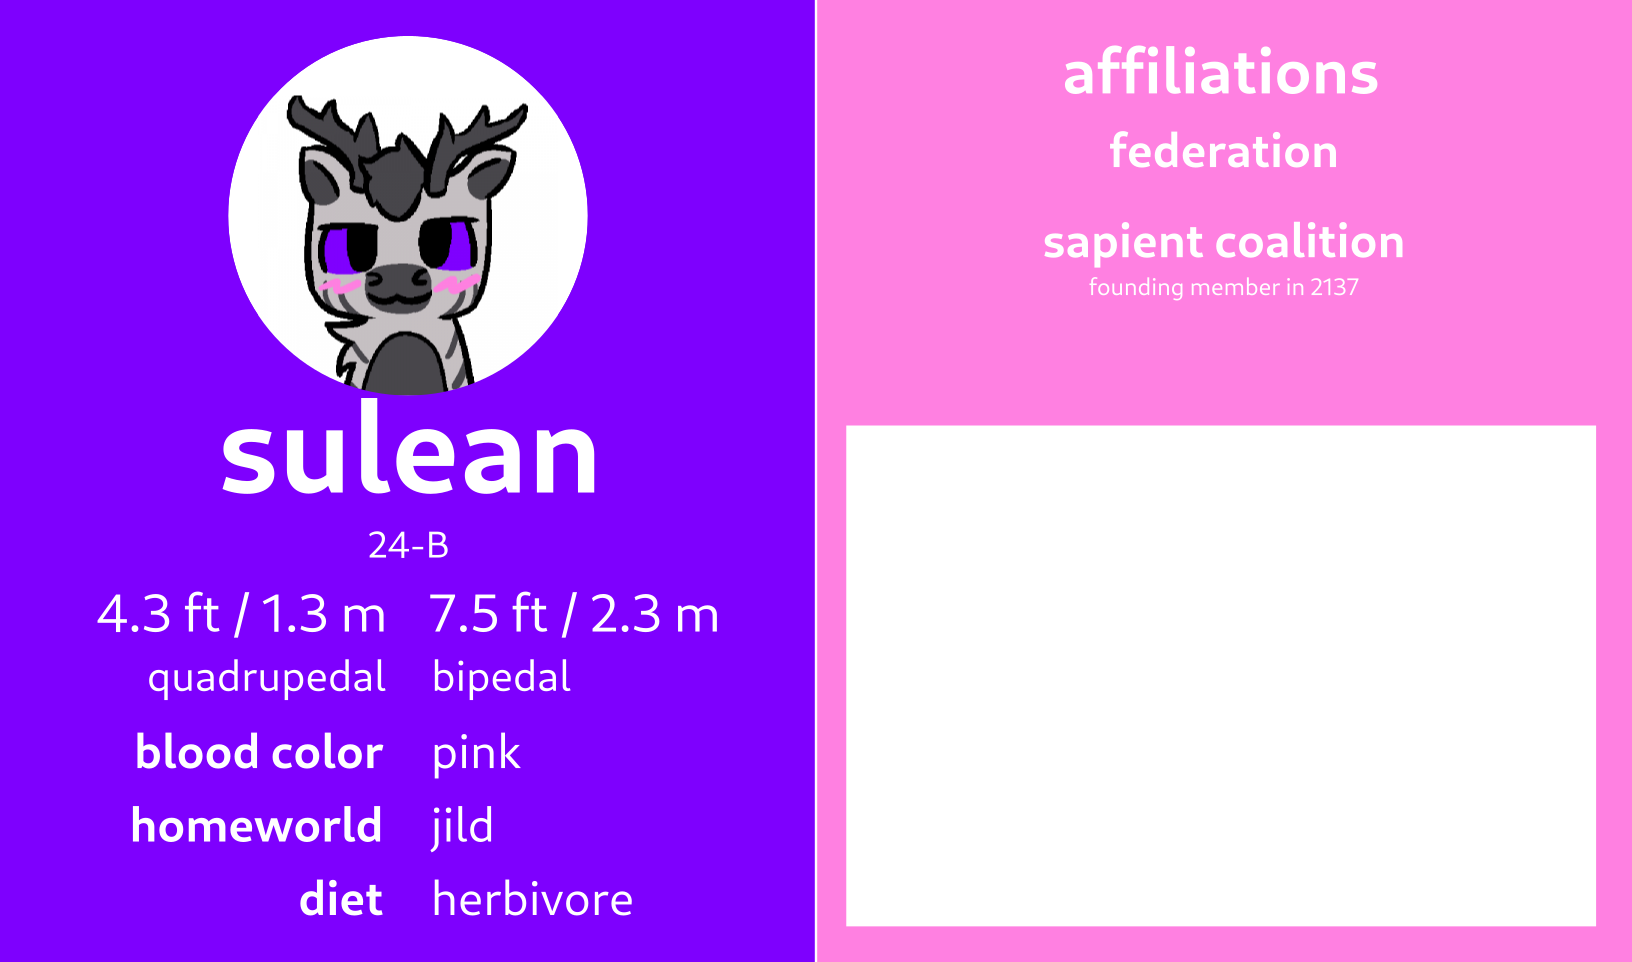 sulean
24-B
4.3 ft / 1.3 m 7.5 ft / 2.3 m
quadrupedal bipedal
blood color pink
homeworld jild
diet herbivore
affiliations
federation
sapient coalition
founding member in 2137